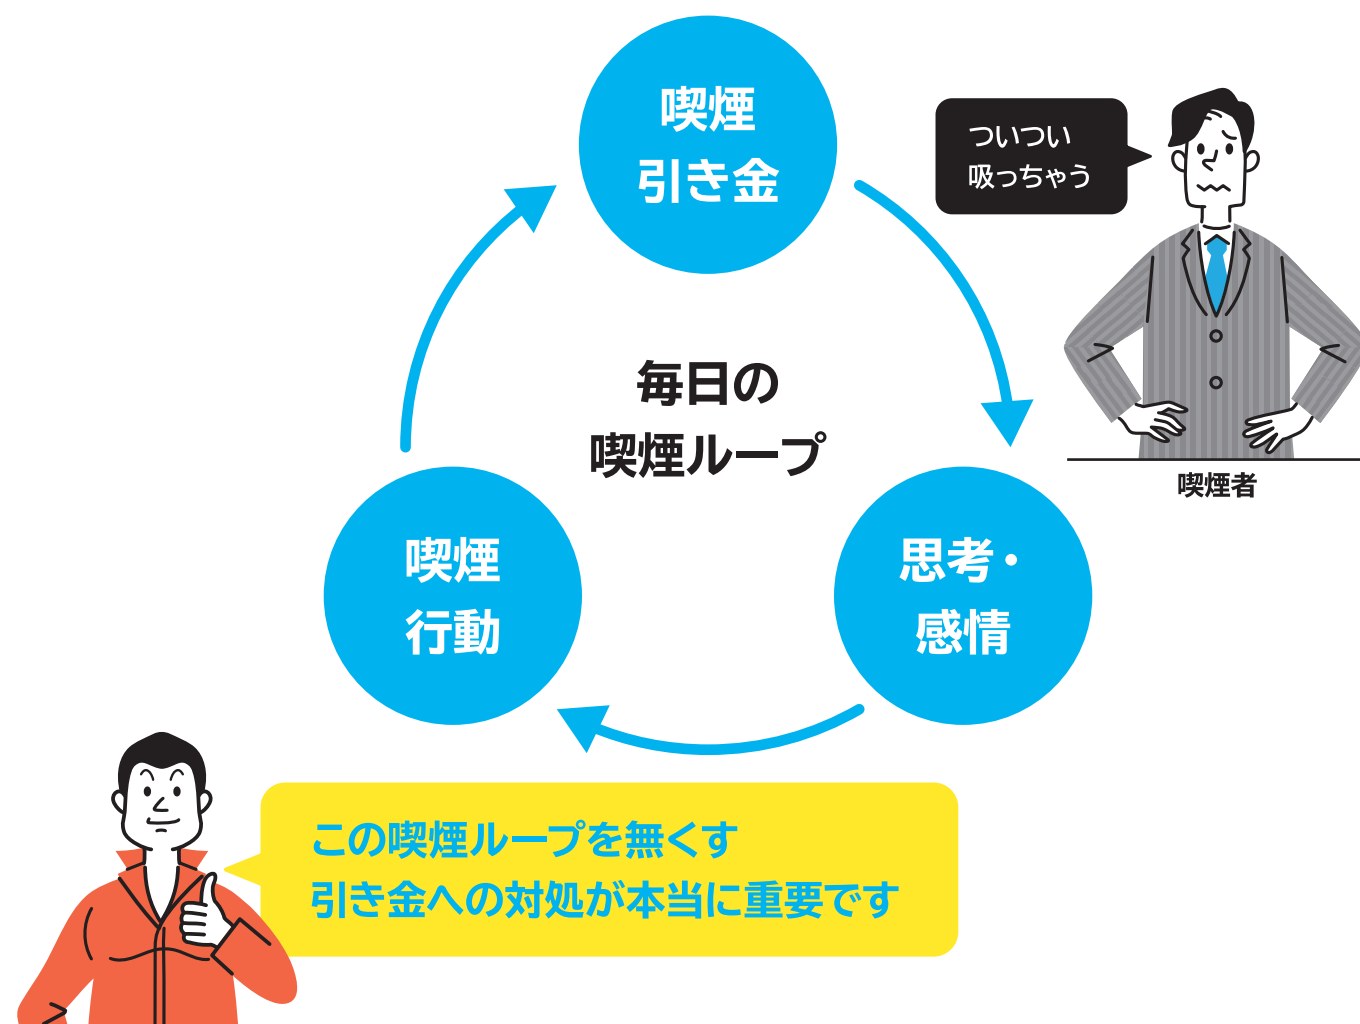 喫煙
引き金
ついつい
吸っちゃう
毎日の
喫煙ループ
喫煙者
喫煙
行動
思考・
感情
この喫煙ループを無くす
引き金への対処が本当に重要です